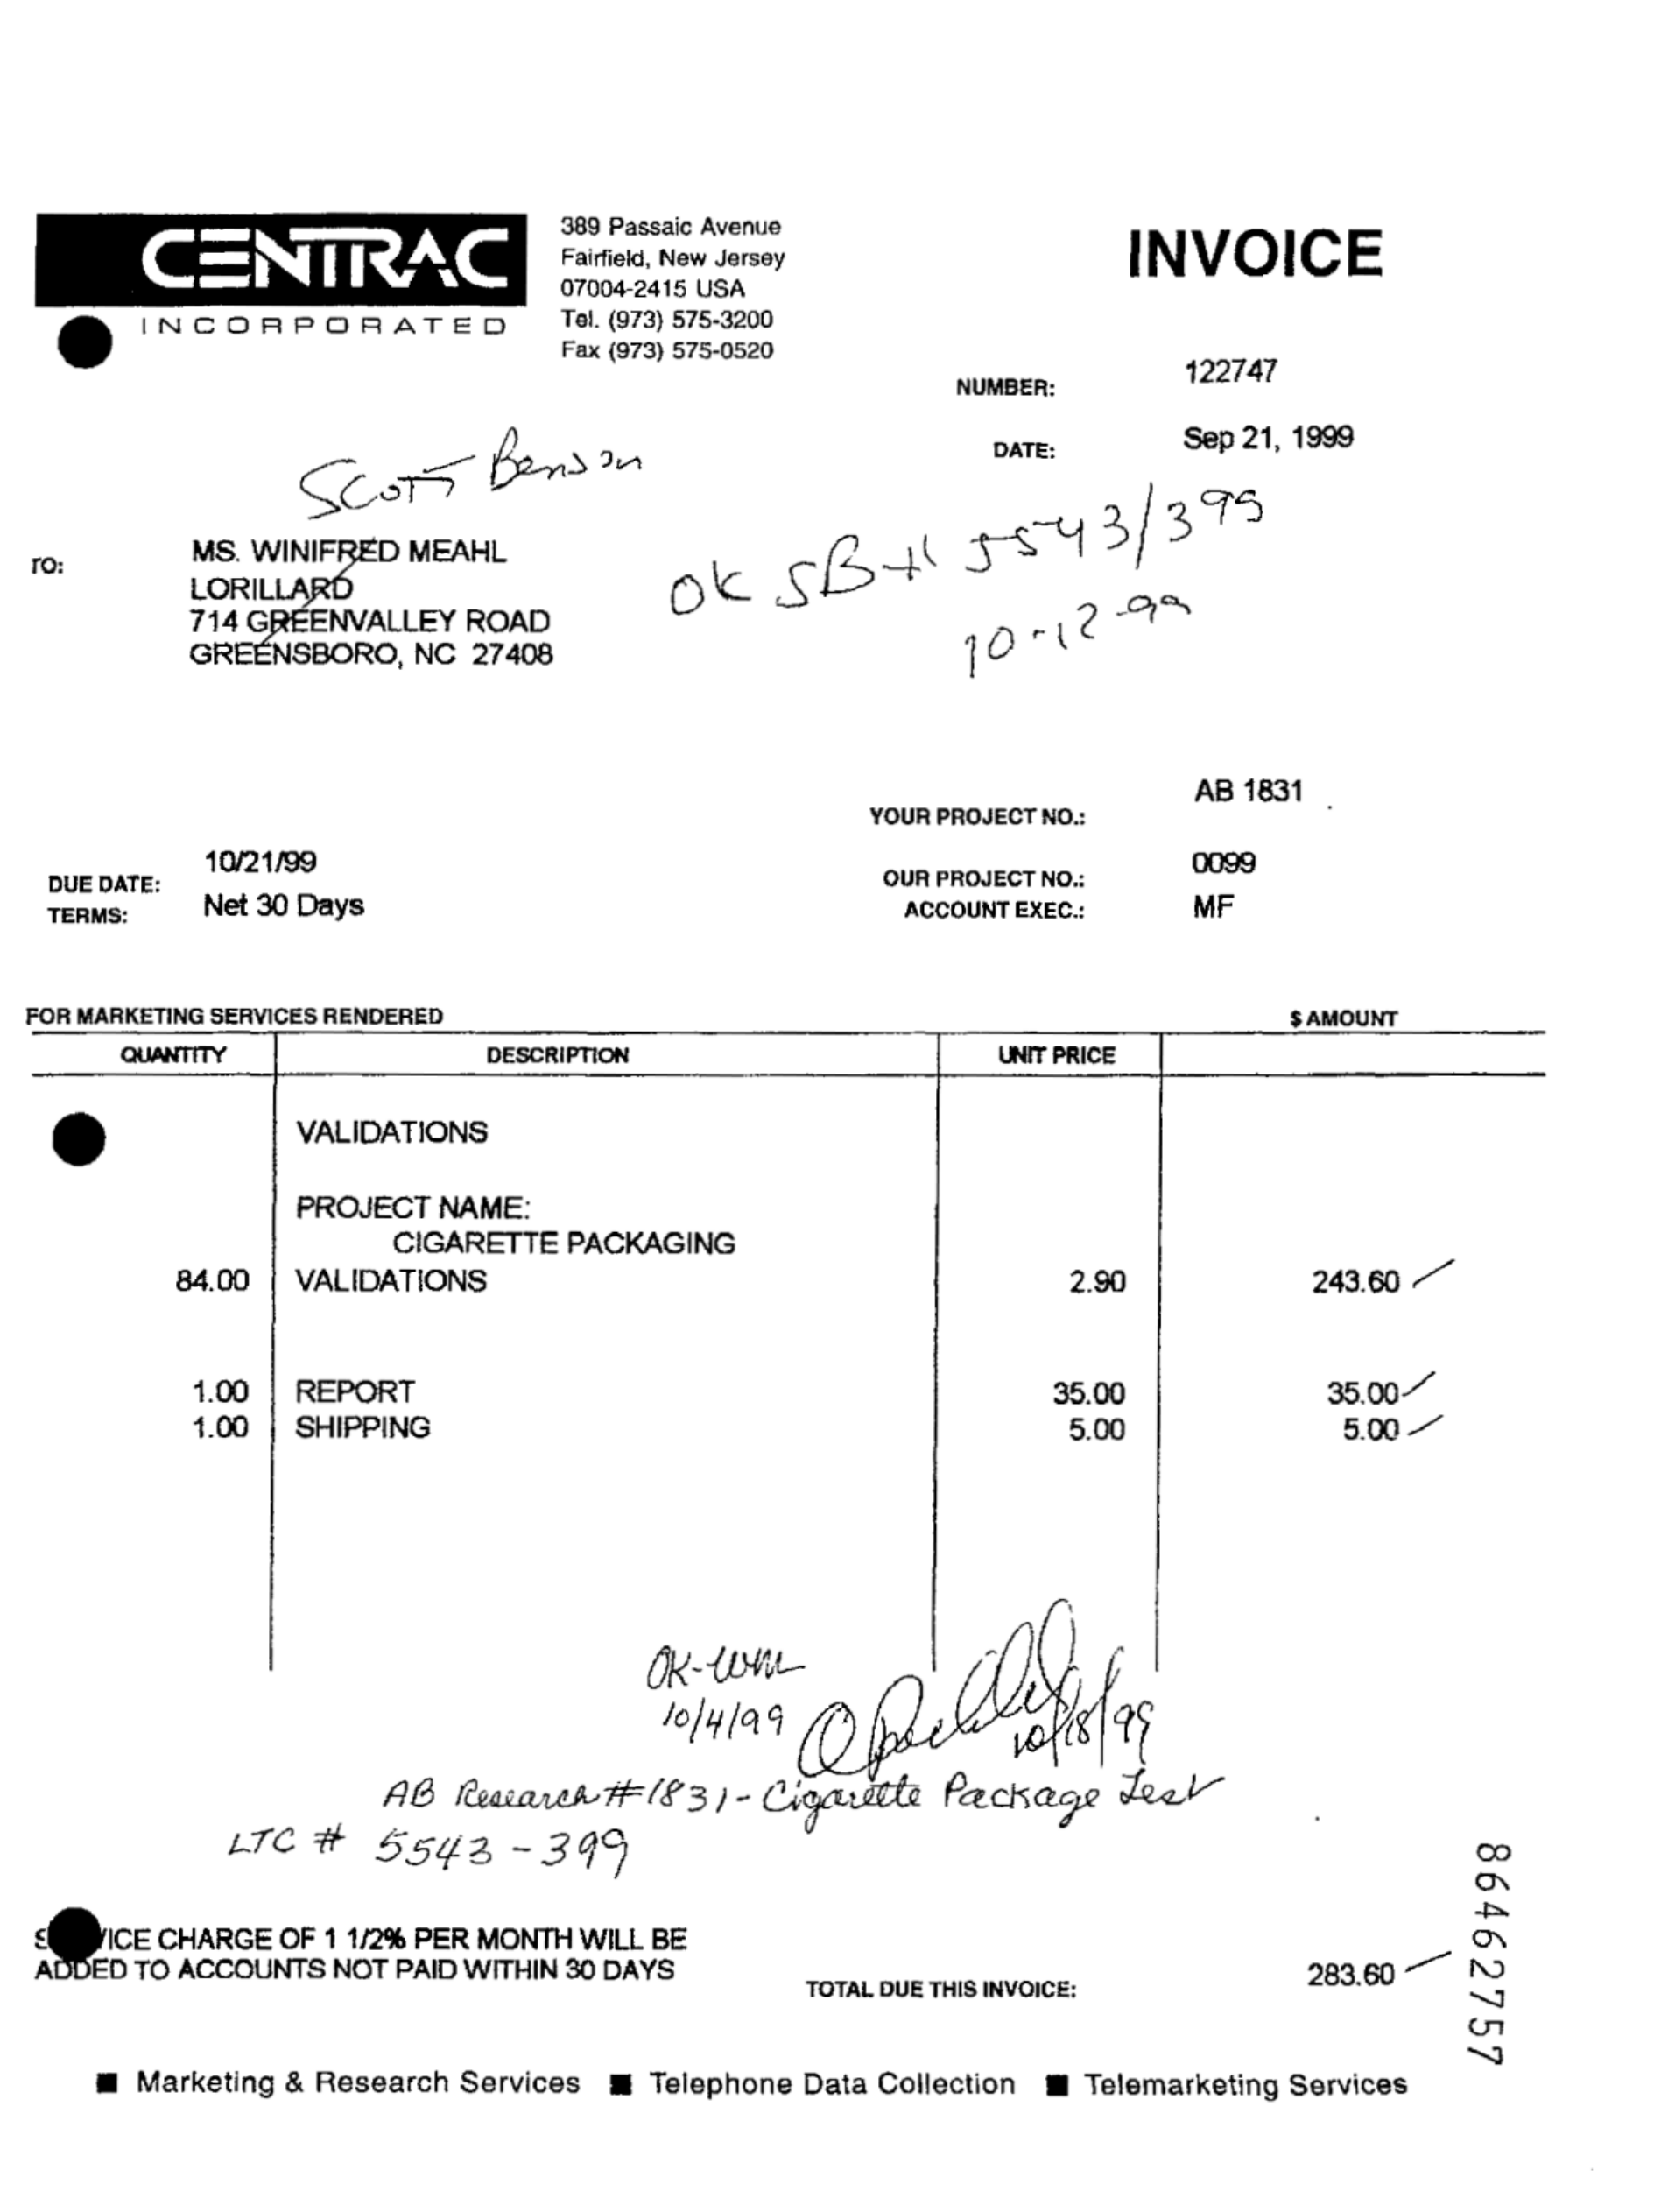 CENTRAC
INCORPORATED
389 Passaic Avenue
Fairfield, New Jersey
07004-2415 USA
Tel. (973) 575-3200
Fax (973) 575-0520
INVOICE
NUMBER: 122747
DATE: Sep 21, 1999
Scott Benson
TO: MS. WINIFRED MEAHL
LORILLARD
714 GREENVALLEY ROAD
GREENSBORO, NC 27408
OK SB # 5543/399
10-12-99
YOUR PROJECT NO.: AB 1831
DUE DATE: 10/21/99
TERMS: Net 30 Days
OUR PROJECT NO.: 0099
ACCOUNT EXEC.: MF
FOR MARKETING SERVICES RENDERED $ AMOUNT
QUANTITY DESCRIPTION UNIT PRICE
VALIDATIONS
PROJECT NAME:
CIGARETTE PACKAGING
84.00 VALIDATIONS 2.90 243.60
1.00 REPORT 35.00 35.00
1.00 SHIPPING 5.00 5.00
OK-WM
10/4/99
10/18/99
AB Research #1831- Cigarette Package Test
LTC # 5543-399
VICE CHARGE OF 1 1/2% PER MONTH WILL BE
ADDED TO ACCOUNTS NOT PAID WITHIN 30 DAYS
TOTAL DUE THIS INVOICE: 283.60
86462757
■ Marketing & Research Services ■ Telephone Data Collection ■ Telemarketing Services